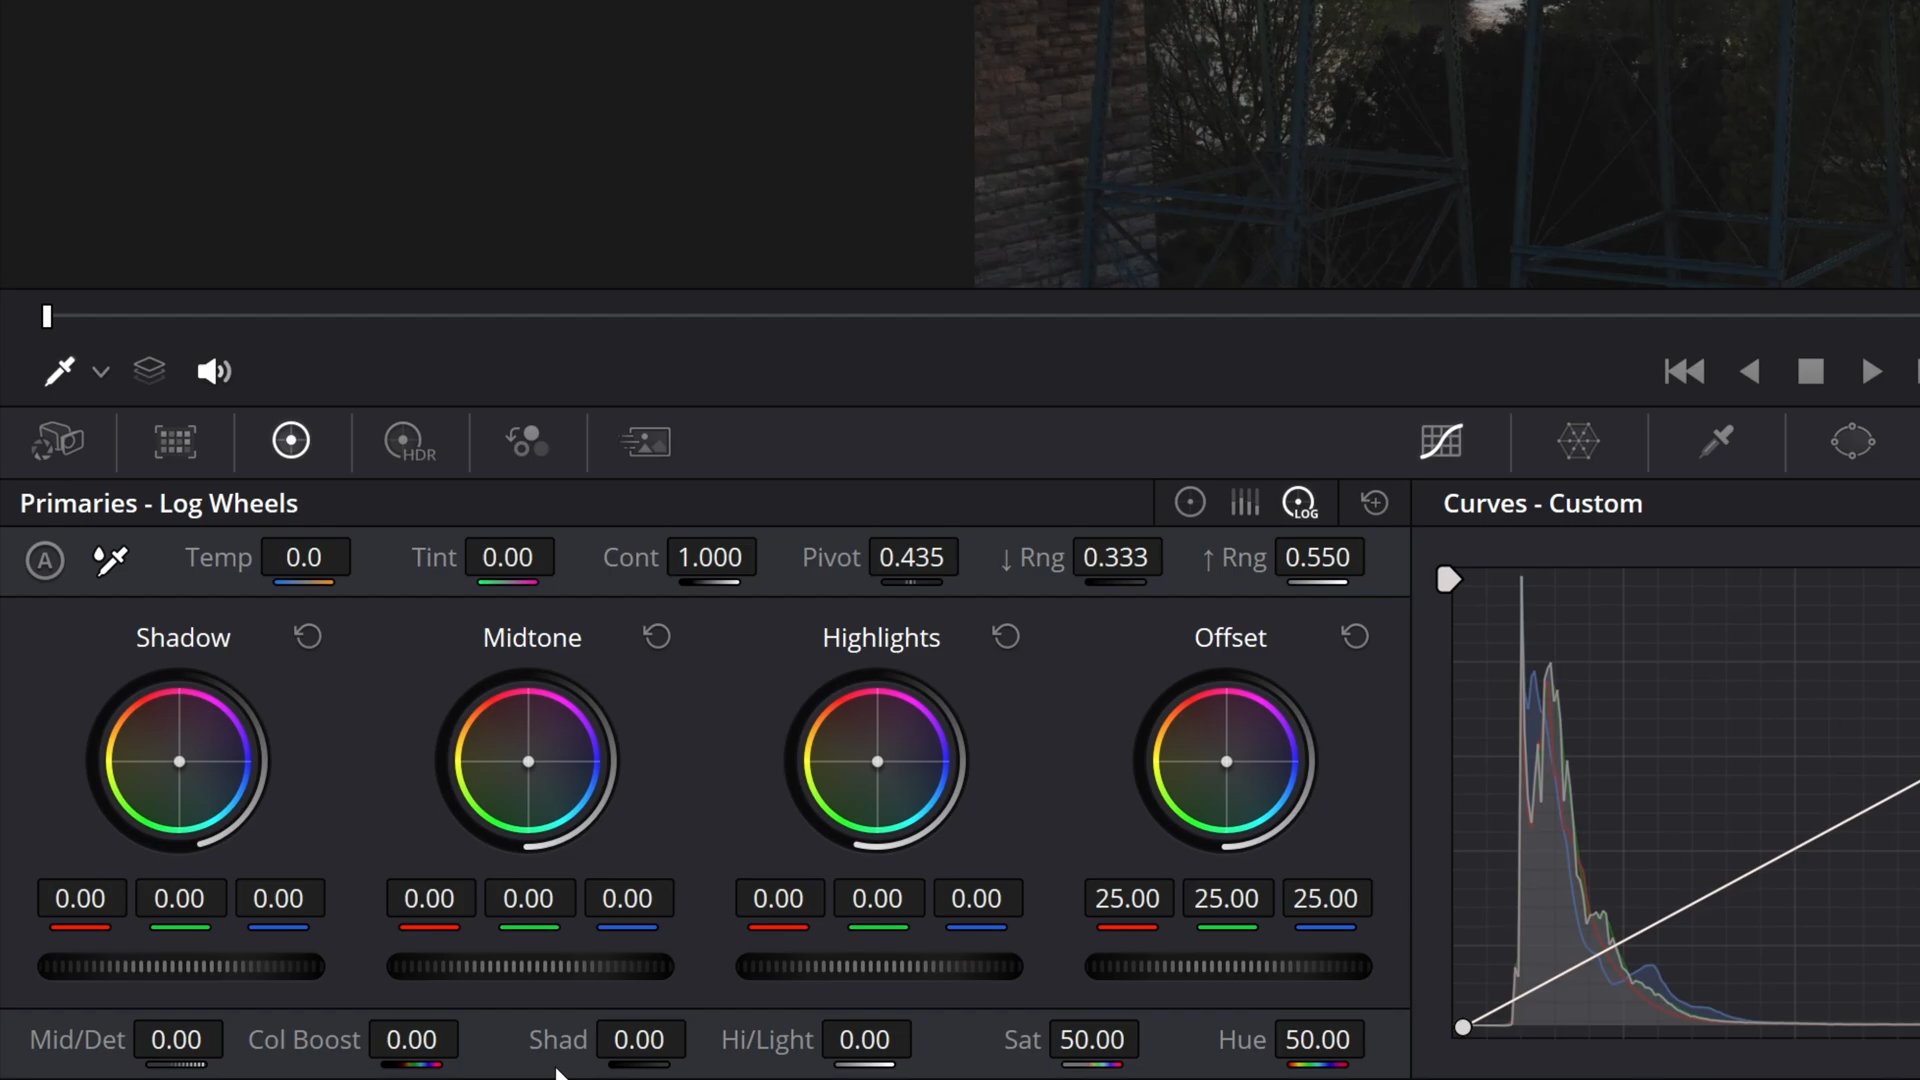 HDR
Primaries - Log Wheels
LOG
Curves - Custom
A
Temp 0.0 Tint 0.00 Cont 1.000 Pivot 0.435 ↓ Rng 0.333 ↑ Rng 0.550
Shadow Midtone Highlights Offset
0.00 0.00 0.00 0.00 0.00 0.00 0.00 0.00 0.00 25.00 25.00 25.00
Mid/Det 0.00 Col Boost 0.00 Shad 0.00 Hi/Light 0.00 Sat 50.00 Hue 50.00